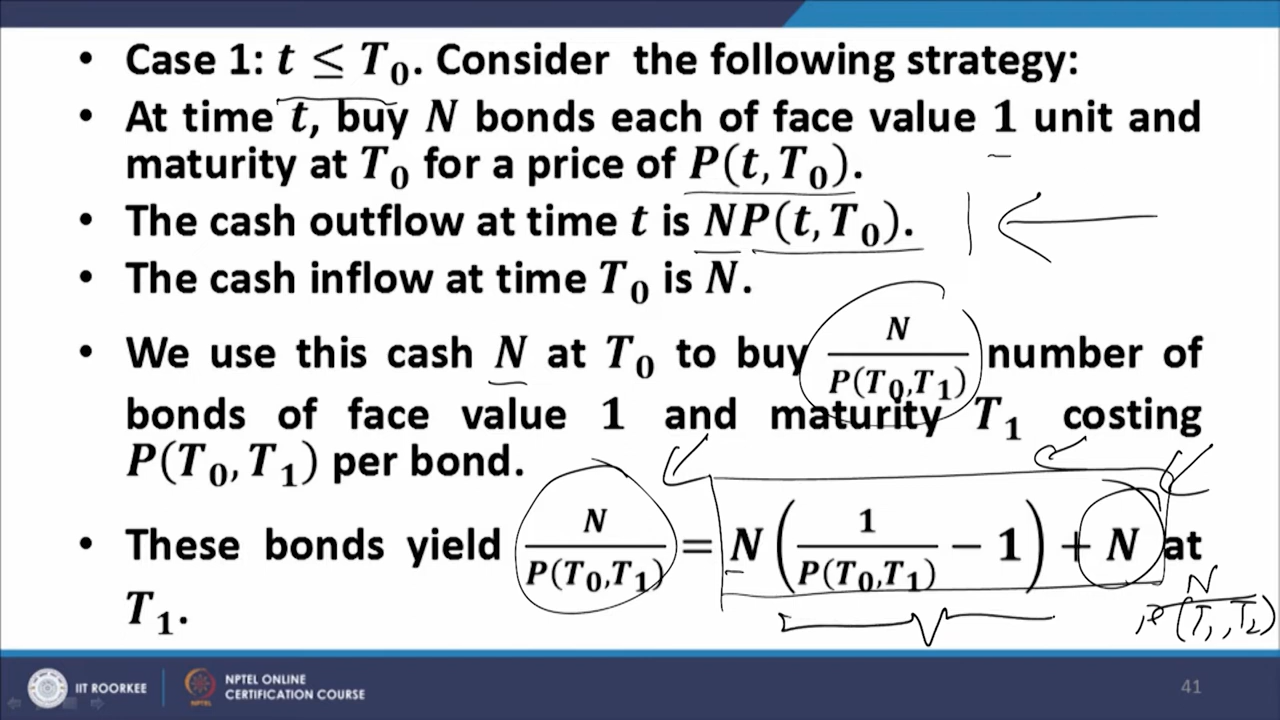 • Case 1: t ≤ T₀. Consider the following strategy:
• At time t, buy N bonds each of face value 1 unit and
maturity at T₀ for a price of P(t, T₀).
• The cash outflow at time t is NP(t, T₀).
• The cash inflow at time T₀ is N.
• We use this cash N at T₀ to buy N/P(T₀,T₁) number of
bonds of face value 1 and maturity T₁ costing
P(T₀, T₁) per bond.
• These bonds yield N/P(T₀,T₁) = N(1/P(T₀,T₁) − 1) + N at
T₁.
N/P(T₁, T₂)
IIT ROORKEE
NPTEL ONLINE
CERTIFICATION COURSE
41